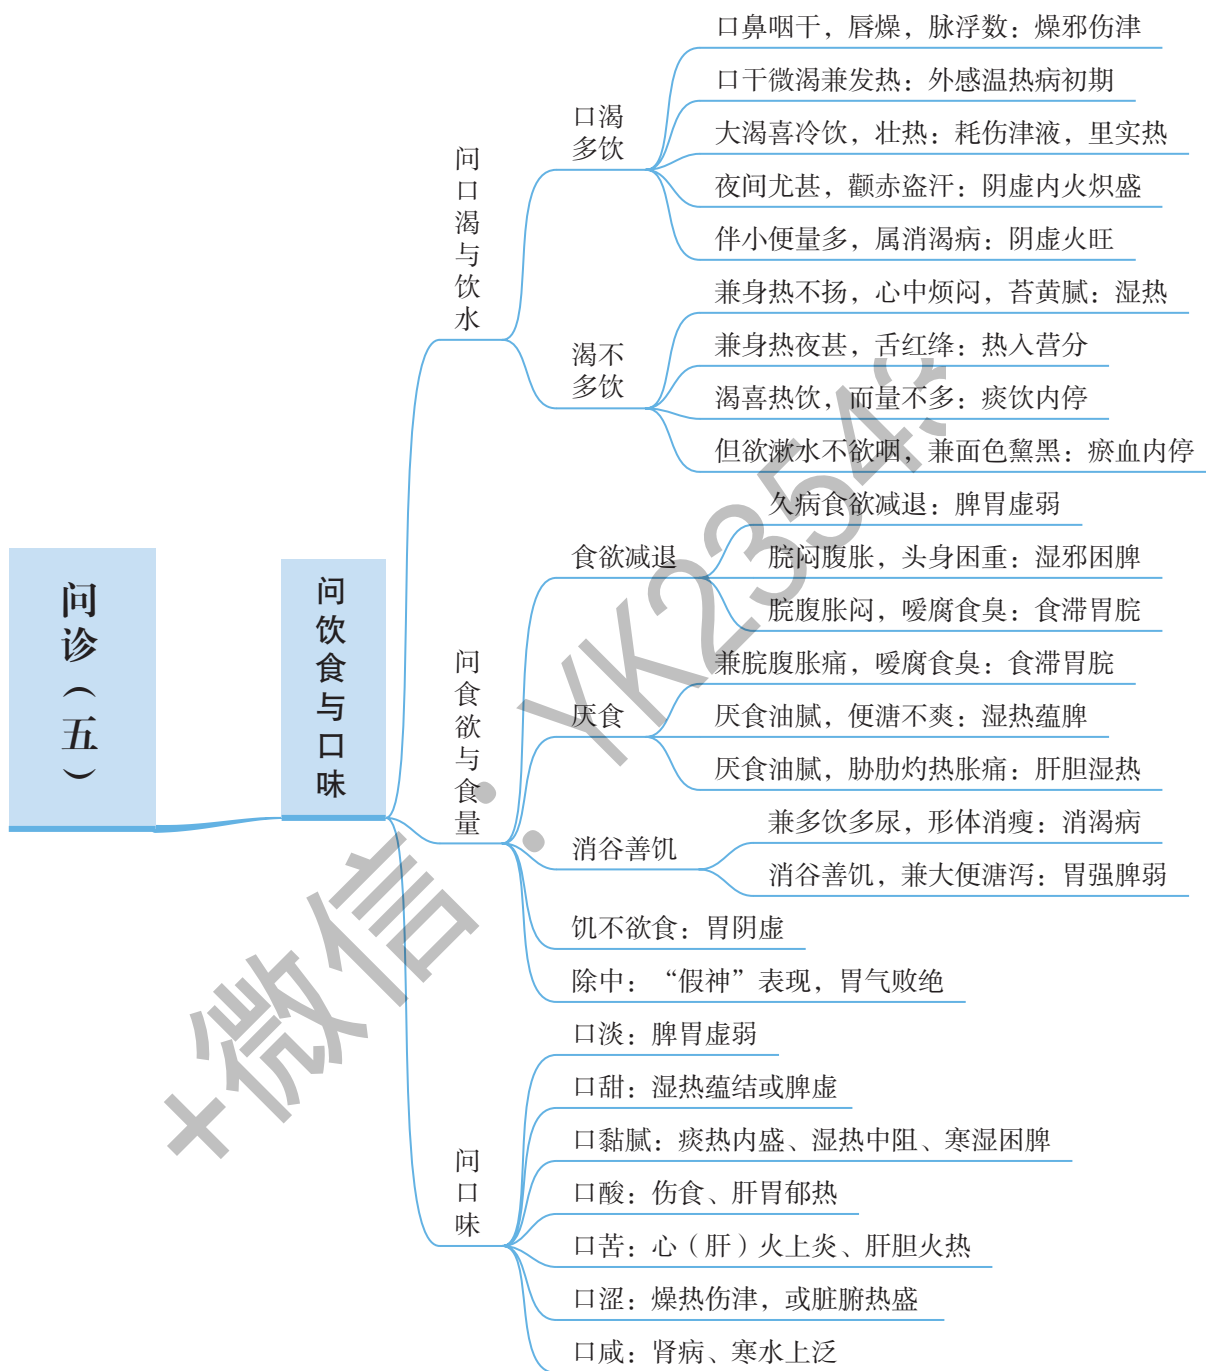 问诊（五）
问饮食与口味
问口渴与饮水
口渴
多饮
口鼻咽干，唇燥，脉浮数：燥邪伤津
口干微渴兼发热：外感温热病初期
大渴喜冷饮，壮热：耗伤津液，里实热
夜间尤甚，颧赤盗汗：阴虚内火炽盛
伴小便量多，属消渴病：阴虚火旺
渴不
多饮
兼身热不扬，心中烦闷，苔黄腻：湿热
兼身热夜甚，舌红绛：热入营分
渴喜热饮，而量不多：痰饮内停
但欲漱水不欲咽，兼面色黧黑：瘀血内停
问食欲与食量
食欲减退
久病食欲减退：脾胃虚弱
脘闷腹胀，头身困重：湿邪困脾
脘腹胀闷，嗳腐食臭：食滞胃脘
厌食
兼脘腹胀痛，嗳腐食臭：食滞胃脘
厌食油腻，便溏不爽：湿热蕴脾
厌食油腻，胁肋灼热胀痛：肝胆湿热
消谷善饥
兼多饮多尿，形体消瘦：消渴病
消谷善饥，兼大便溏泻：胃强脾弱
饥不欲食：胃阴虚
除中：“假神”表现，胃气败绝
问口味
口淡：脾胃虚弱
口甜：湿热蕴结或脾虚
口黏腻：痰热内盛、湿热中阻、寒湿困脾
口酸：伤食、肝胃郁热
口苦：心（肝）火上炎、肝胆火热
口涩：燥热伤津，或脏腑热盛
口咸：肾病、寒水上泛
+微信：YK2354